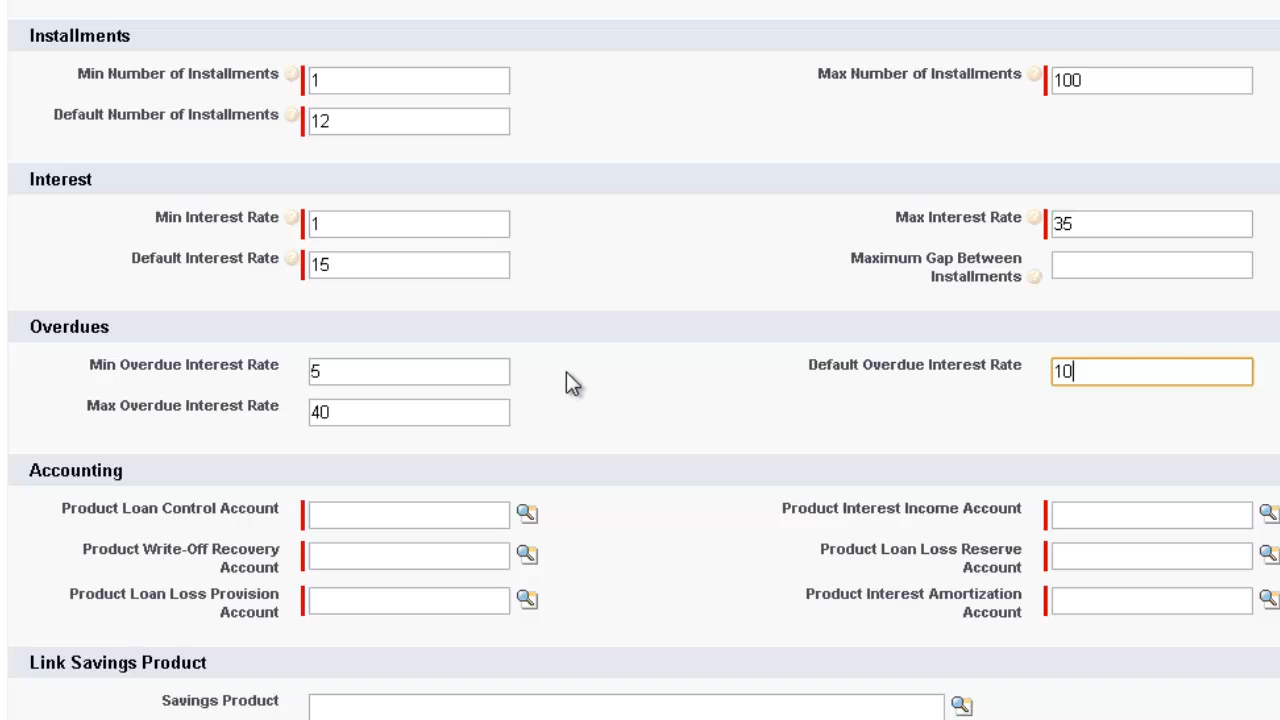 Installments
Min Number of Installments 1 Max Number of Installments 100
Default Number of Installments 12
Interest
Min Interest Rate 1 Max Interest Rate 35
Default Interest Rate 15 Maximum Gap Between
Installments
Overdues
Min Overdue Interest Rate 5 Default Overdue Interest Rate 10
Max Overdue Interest Rate 40
Accounting
Product Loan Control Account Product Interest Income Account
Product Write-Off Recovery Product Loan Loss Reserve
Account Account
Product Loan Loss Provision Product Interest Amortization
Account Account
Link Savings Product
Savings Product